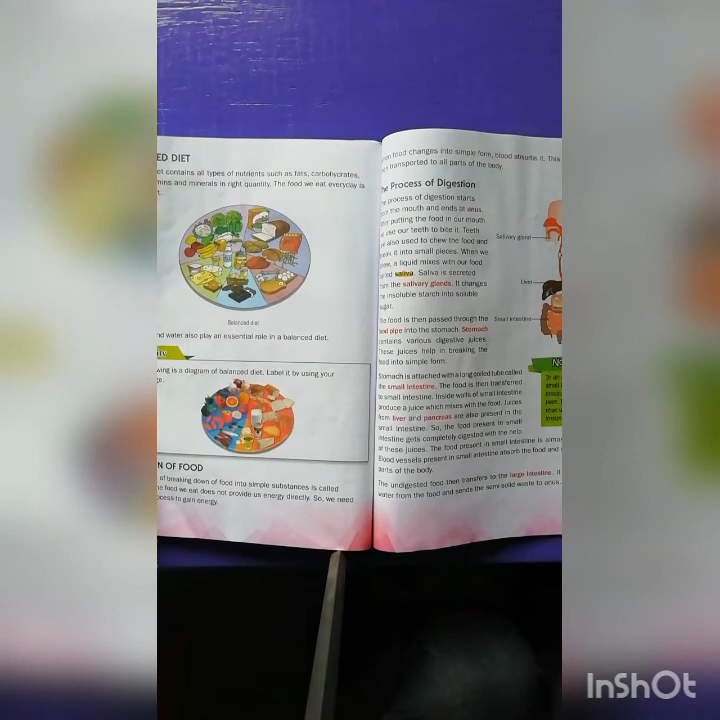 ED DIET
et contains all types of nutrients such as fats, carbohydrates,
mins and minerals in right quantity. The food we eat everyday is
t.
Balanced diet
nd water also play an essential role in a balanced diet.
wing is a diagram of balanced diet. Label it by using your
ge.
N OF FOOD
of breaking down of food into simple substances is called
he food we eat does not provide us energy directly. So, we need
ocess to gain energy.
en food changes into simple form, blood absorbs it. This
transported to all parts of the body.
he Process of Digestion
process of digestion starts
the mouth and ends at anus.
putting the food in our mouth
use our teeth to bite it. Teeth
also used to chew the food and
it into small pieces. When we
a liquid mixes with our food
saliva. Saliva is secreted
from the salivary glands. It changes
the insoluble starch into soluble
sugar.
Salivary gland
Liver
Small intestine
The food is then passed through the
food pipe into the stomach. Stomach
contains various digestive juices.
These juices help in breaking the
food into simple form.
Stomach is attached with a long coiled tube called
the small intestine. The food is then transferred
to small intestine. Inside walls of small intestine
produce a juice which mixes with the food. Juices
from liver and pancreas are also present in the
small intestine. So, the food present in small
intestine gets completely digested with the help
of these juices. The food present in small intestine is
Blood vessels present in small intestine absorb the food and
parts of the body.
The undigested food then transfers to the large intestine. It
water from the food and sends the semi-solid waste to anus.
InShOt